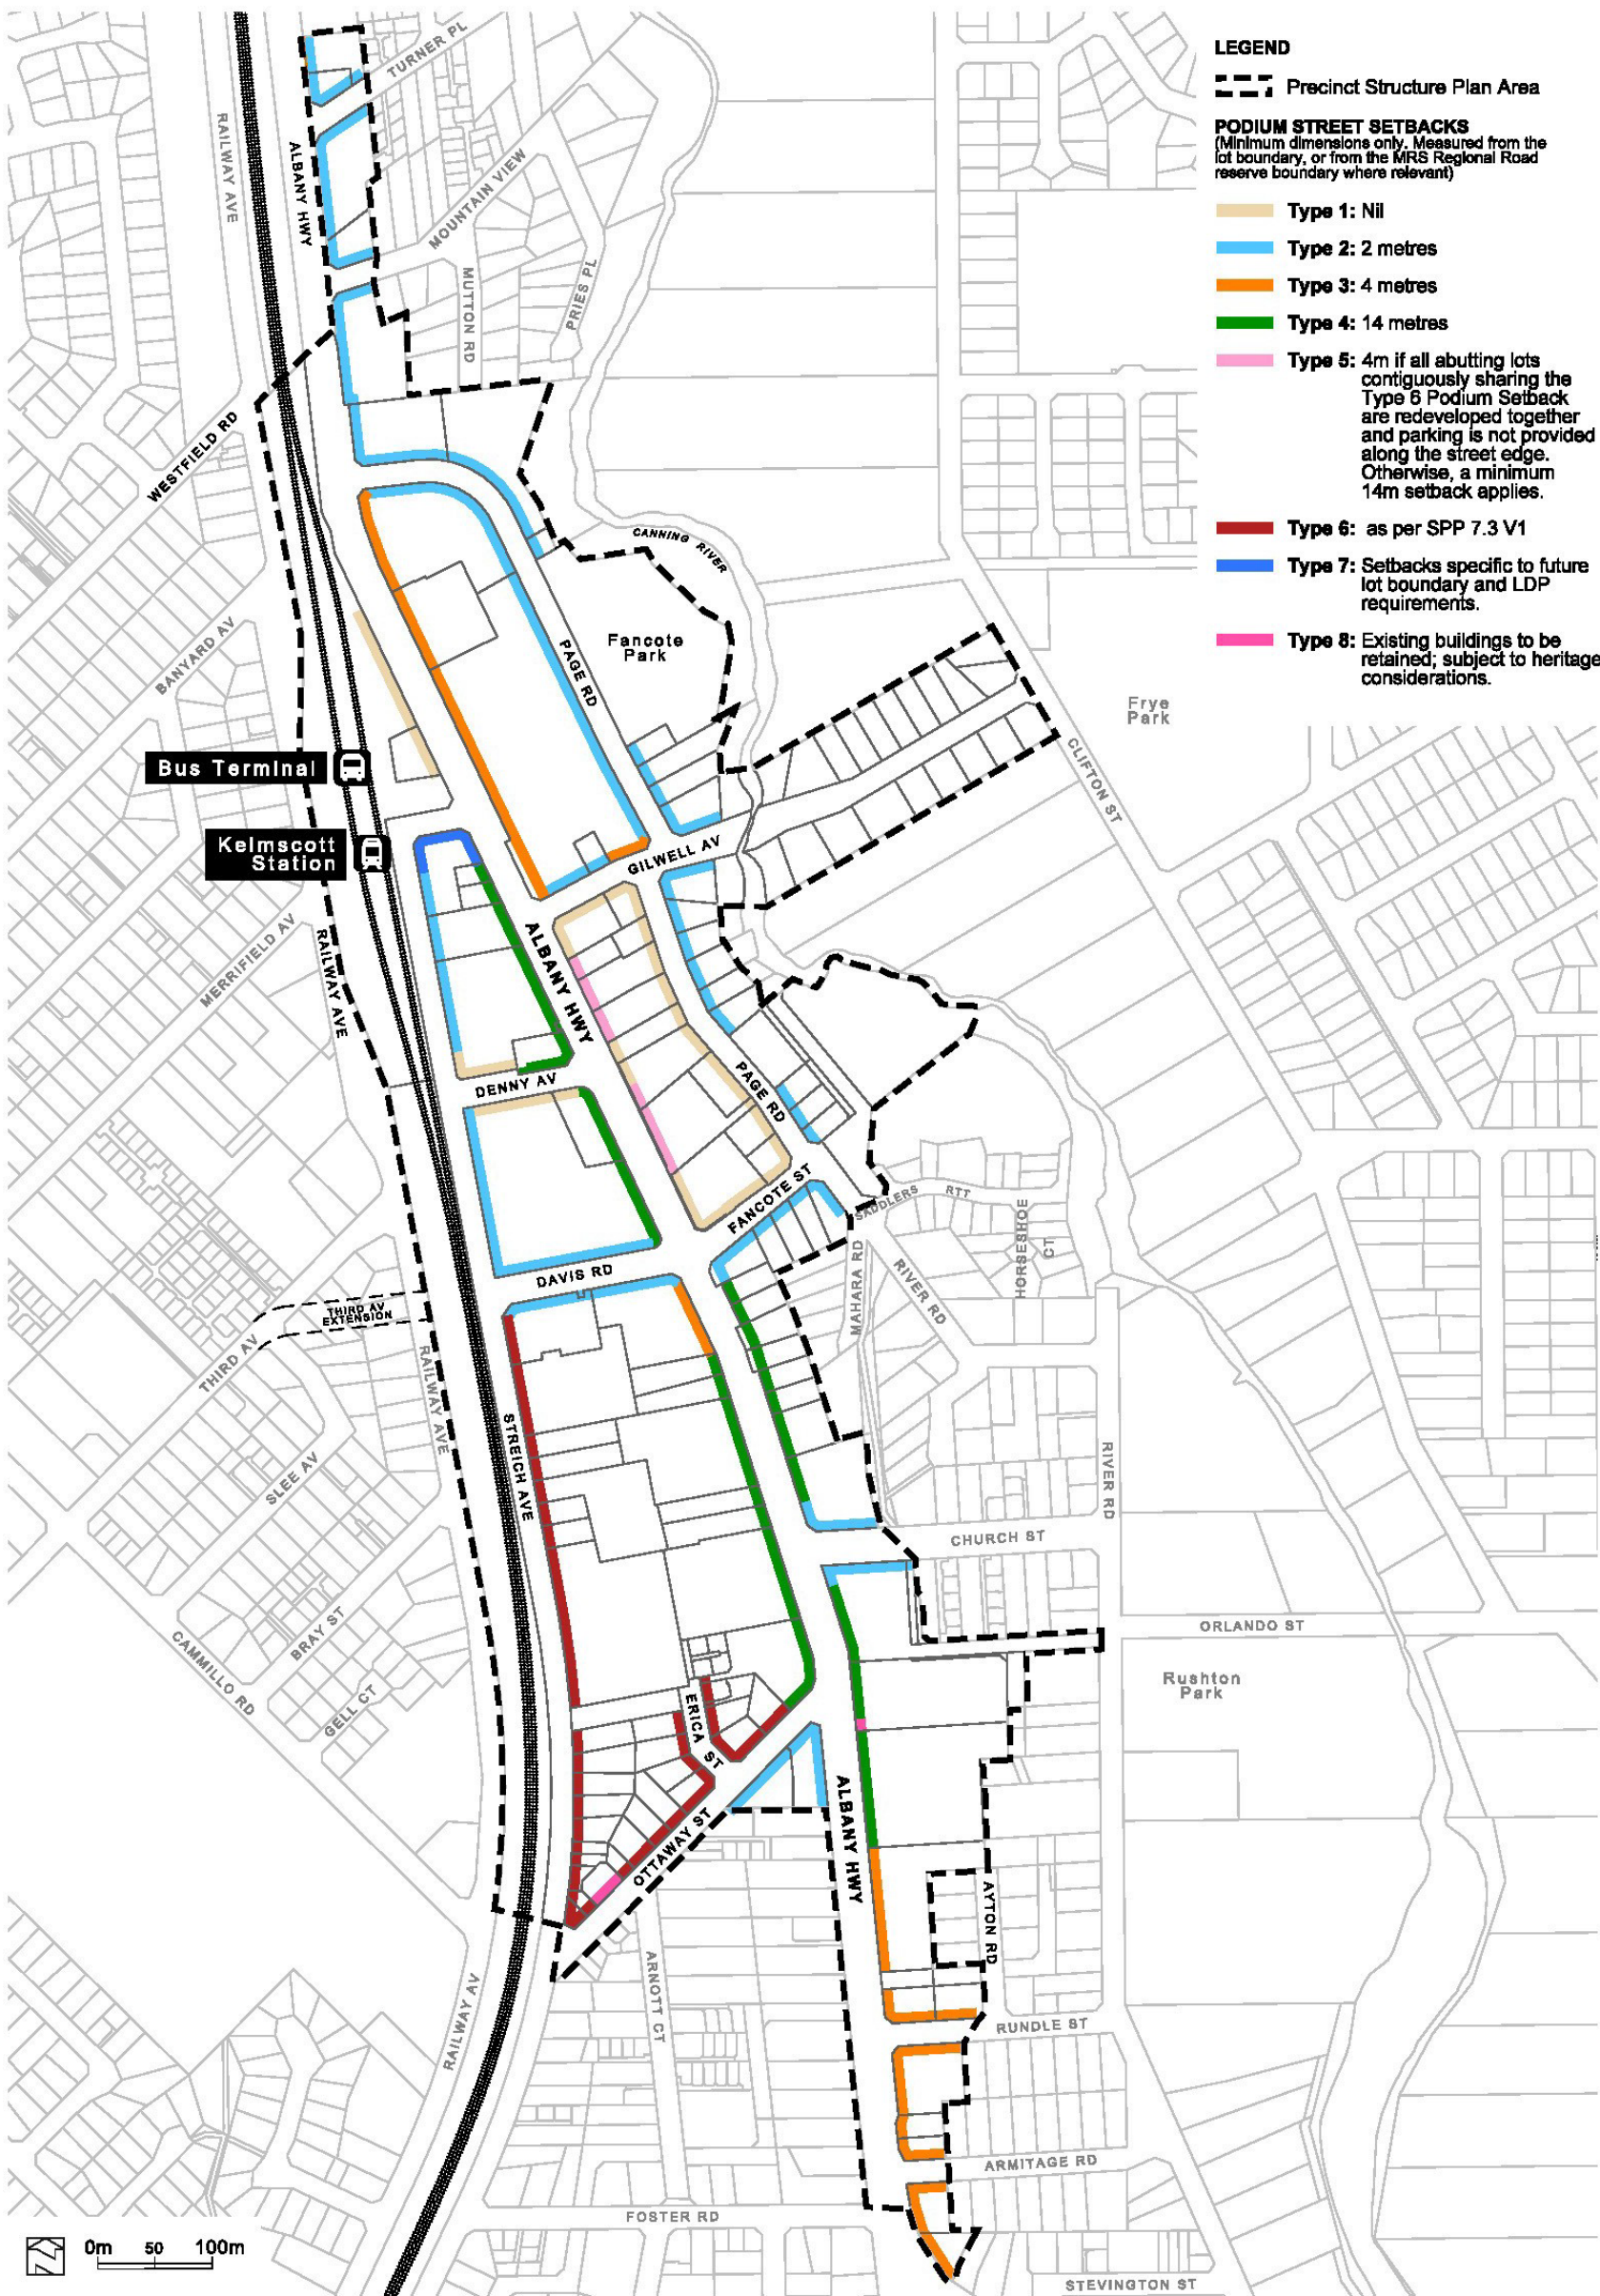 LEGEND
Precinct Structure Plan Area
PODIUM STREET SETBACKS
(Minimum dimensions only. Measured from the
lot boundary, or from the MRS Regional Road
reserve boundary where relevant)
Type 1: Nil
Type 2: 2 metres
Type 3: 4 metres
Type 4: 14 metres
Type 5: 4m if all abutting lots
contiguously sharing the
Type 6 Podium Setback
are redeveloped together
and parking is not provided
along the street edge.
Otherwise, a minimum
14m setback applies.
Type 6: as per SPP 7.3 V1
Type 7: Setbacks specific to future
lot boundary and LDP
requirements.
Type 8: Existing buildings to be
retained; subject to heritage
considerations.
TURNER PL
RAILWAY AVE
ALBANY HWY
MOUNTAIN VIEW
MUTTON RD
PRIES PL
WESTFIELD RD
CANNING RIVER
BANYARD AV
PAGE RD
Fancote
Park
Frye
Park
Bus Terminal
CLIFTON ST
Kelmscott
Station
GILWELL AV
MERRIFIELD AV
RAILWAY AVE
ALBANY HWY
DENNY AV
PAGE RD
FANCOTE ST
SADDLERS RTT
HORSESHOE
CT
MAHARA RD
RIVER RD
DAVIS RD
THIRD AV
EXTENSION
THIRD AV
RAILWAY AVE
STREICH AVE
SLEE AV
RIVER RD
CHURCH ST
BRAY ST
CAMMILLO RD
GELL CT
ORLANDO ST
Rushton
Park
ERICA ST
OTTAWAY ST
ALBANY HWY
AYTON RD
ARNOTT CT
RAILWAY AV
RUNDLE ST
ARMITAGE RD
FOSTER RD
STEVINGTON ST
N
0m 50 100m